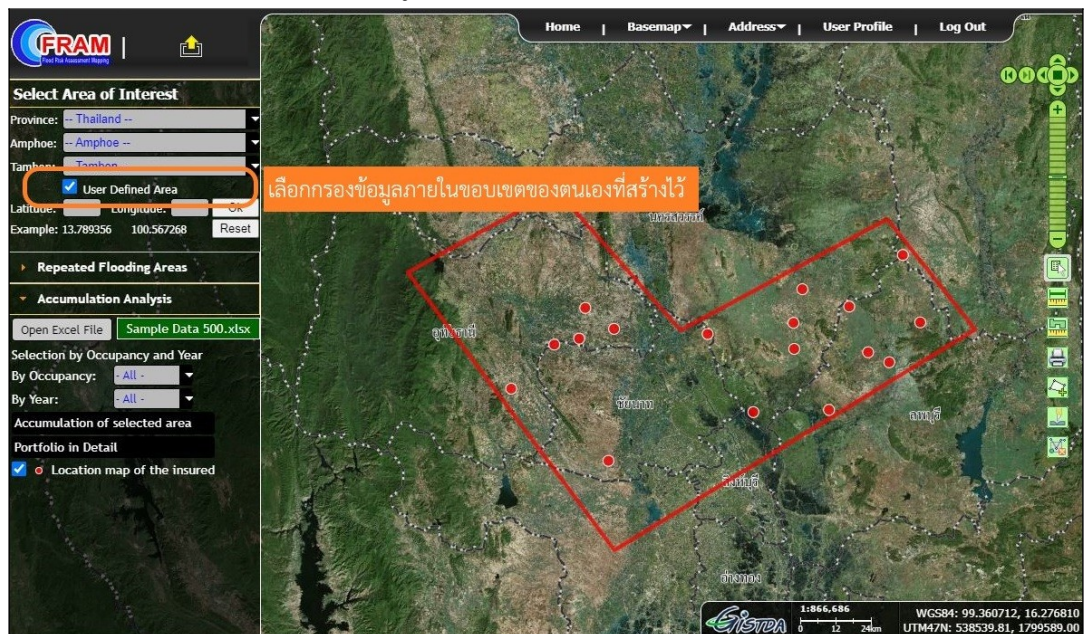 FRAM
Flood Risk Assessment Mapping
Home | Basemap | Address | User Profile | Log Out
Select Area of Interest
Province: -- Thailand --
Amphoe: -- Amphoe --
Tambon: -- Tambon --
User Defined Area
เลือกกรองข้อมูลภายในขอบเขตของตนเองที่สร้างไว้
Latitude: Longitude: Ok
Example: 13.789356 100.567268 Reset
Repeated Flooding Areas
Accumulation Analysis
Open Excel File Sample Data 500.xlsx
Selection by Occupancy and Year
By Occupancy: - All -
By Year: - All -
Accumulation of selected area
Portfolio in Detail
Location map of the insured
นครสวรรค์
อุทัยธานี
ชัยนาท
ลพบุรี
สิงห์บุรี
อ่างทอง
GISTDA
1:866,686
0 12 24km
WGS84: 99.360712, 16.276810
UTM47N: 538539.81, 1799589.00